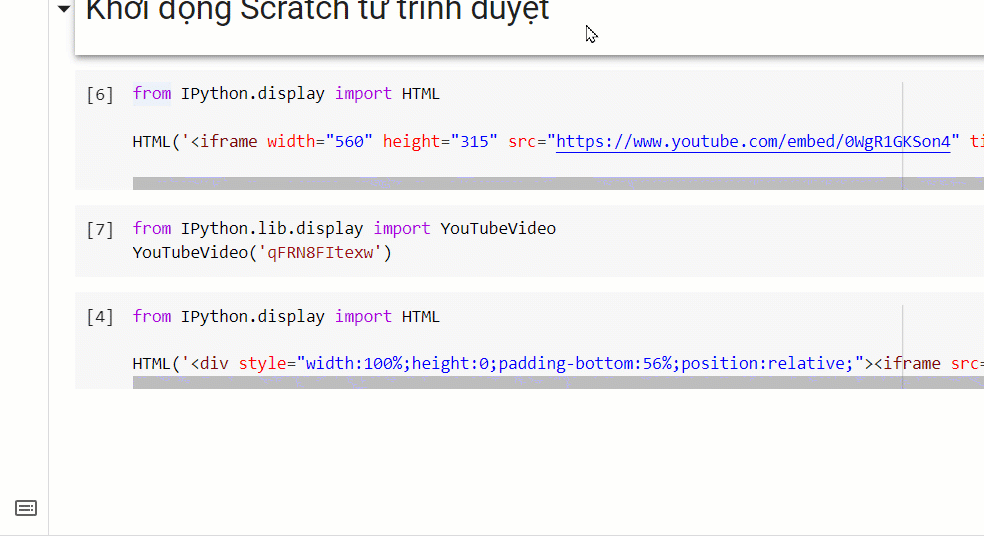 Khởi động Scratch từ trình duyệt
[6] from IPython.display import HTML
HTML('<iframe width="560" height="315" src="https://www.youtube.com/embed/0WgR1GKSon4" ti
[7] from IPython.lib.display import YouTubeVideo
YouTubeVideo('qFRN8FItexw')
[4] from IPython.display import HTML
HTML('<div style="width:100%;height:0;padding-bottom:56%;position:relative;"><iframe src=